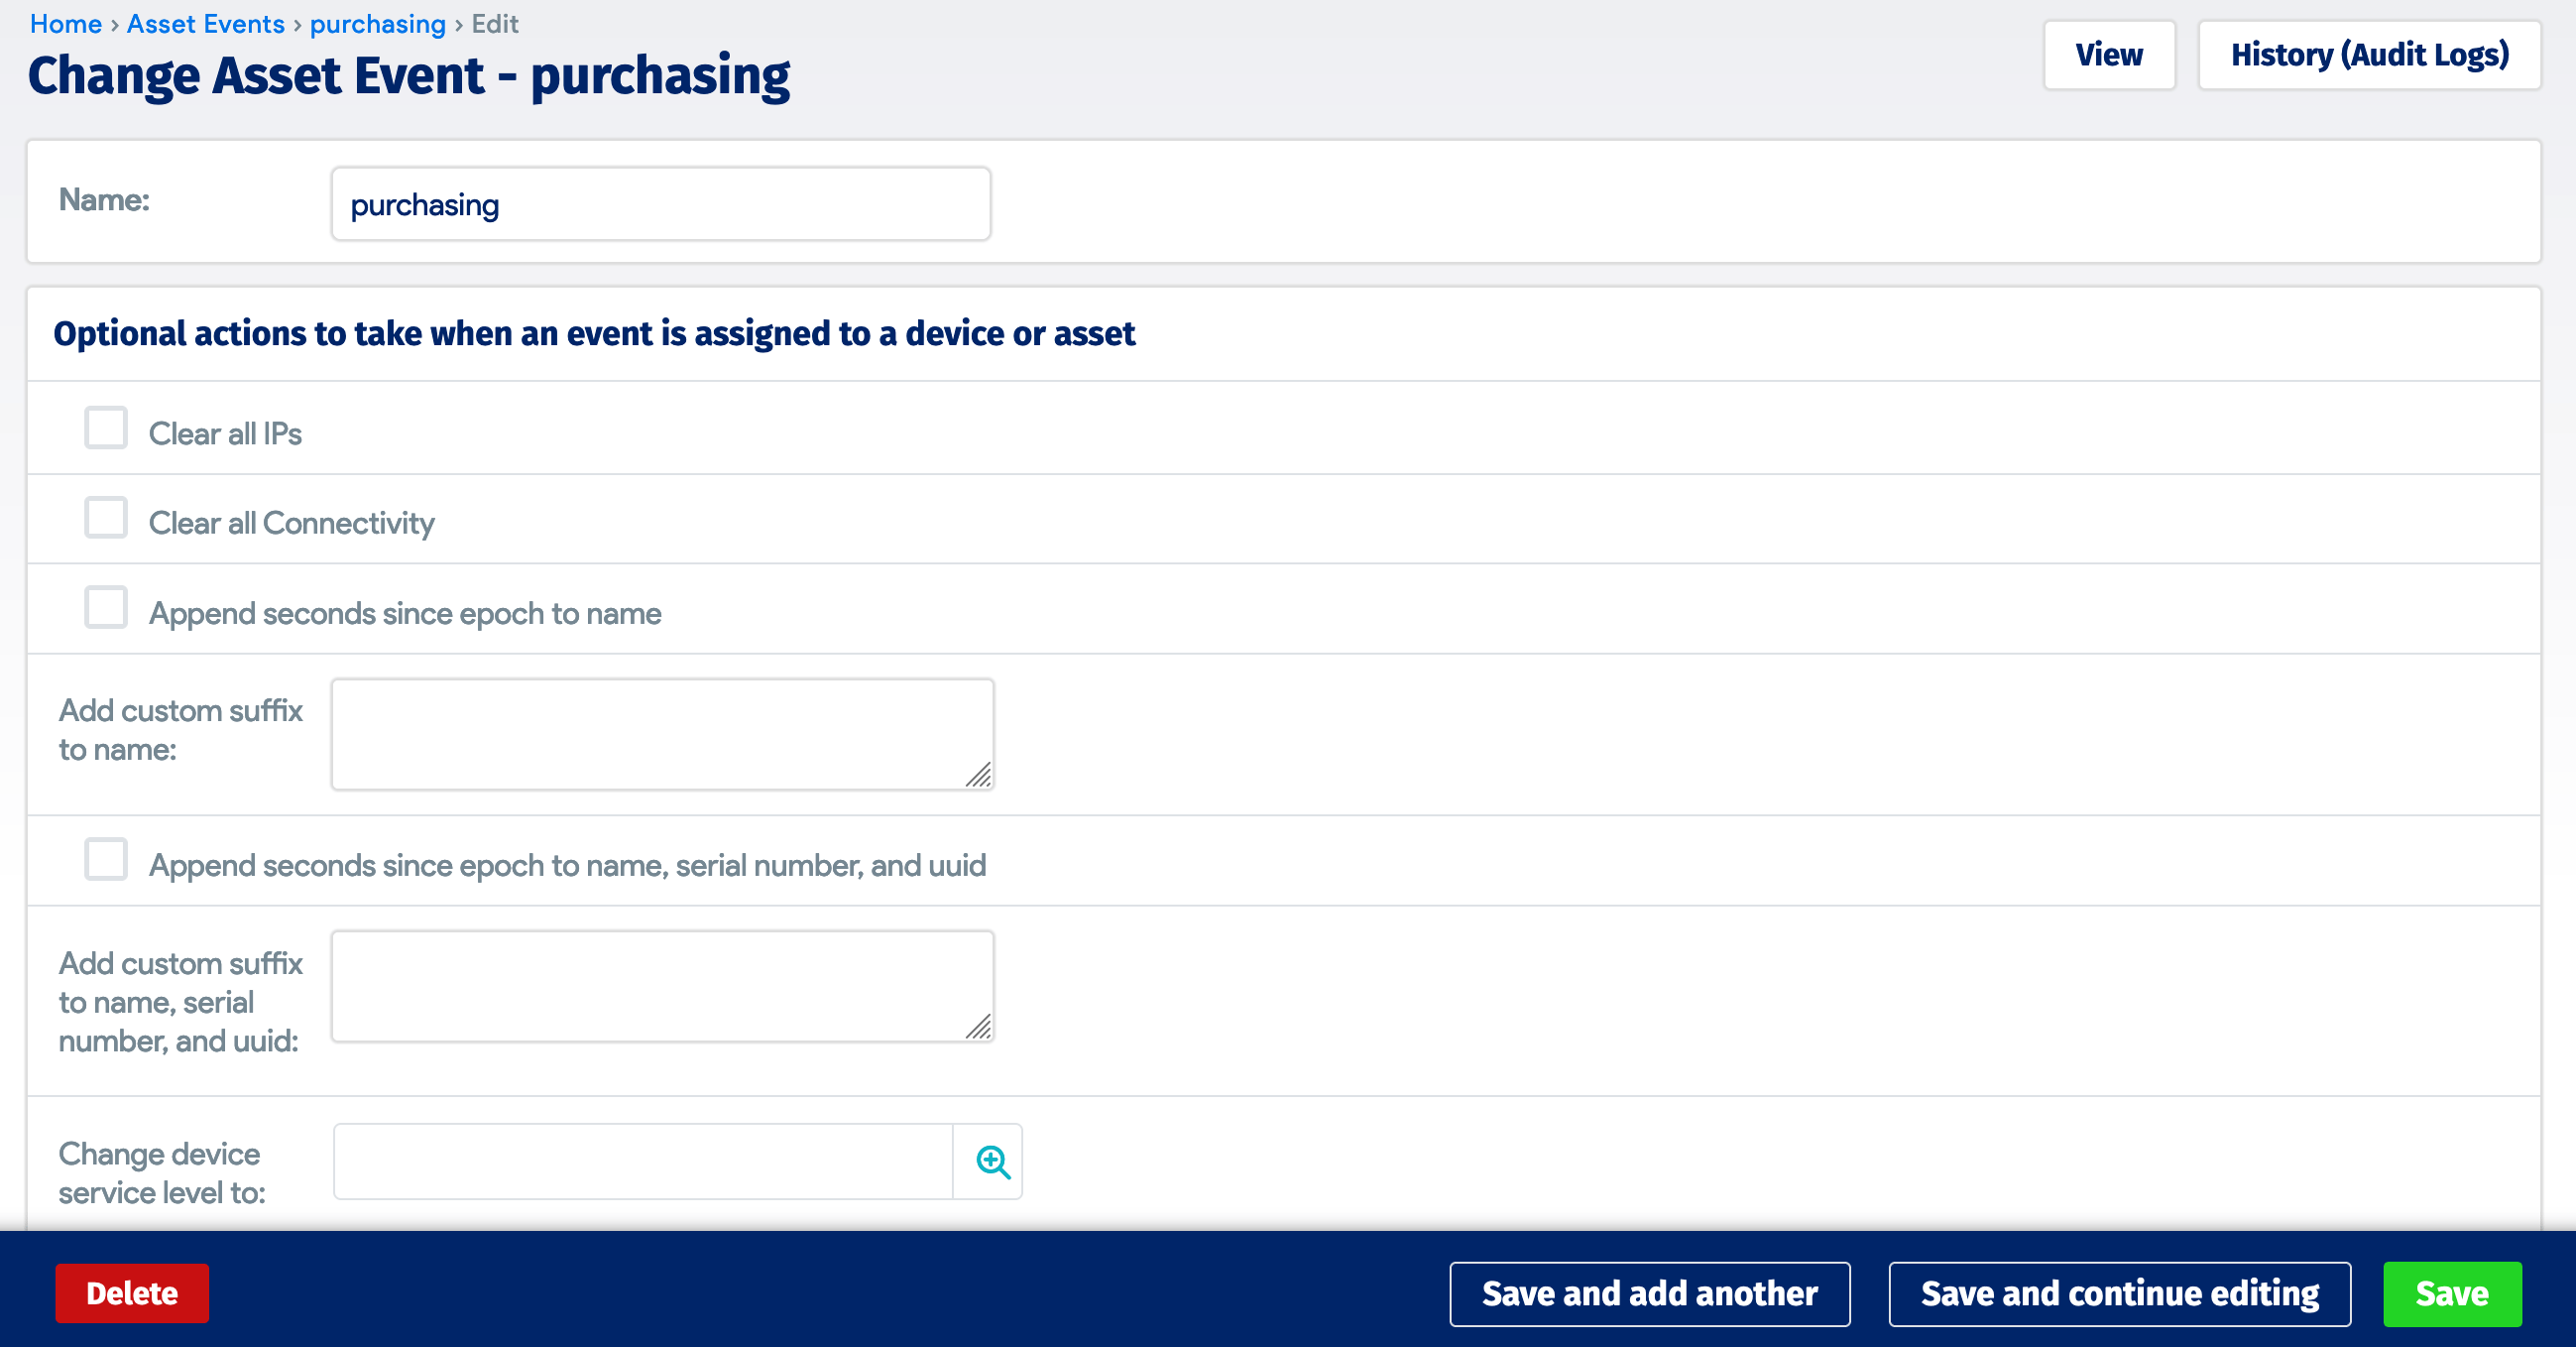 Home › Asset Events › purchasing › Edit
Change Asset Event - purchasing
View
History (Audit Logs)
Name:
purchasing
Optional actions to take when an event is assigned to a device or asset
Clear all IPs
Clear all Connectivity
Append seconds since epoch to name
Add custom suffix
to name:
Append seconds since epoch to name, serial number, and uuid
Add custom suffix
to name, serial
number, and uuid:
Change device
service level to:
Delete
Save and add another
Save and continue editing
Save